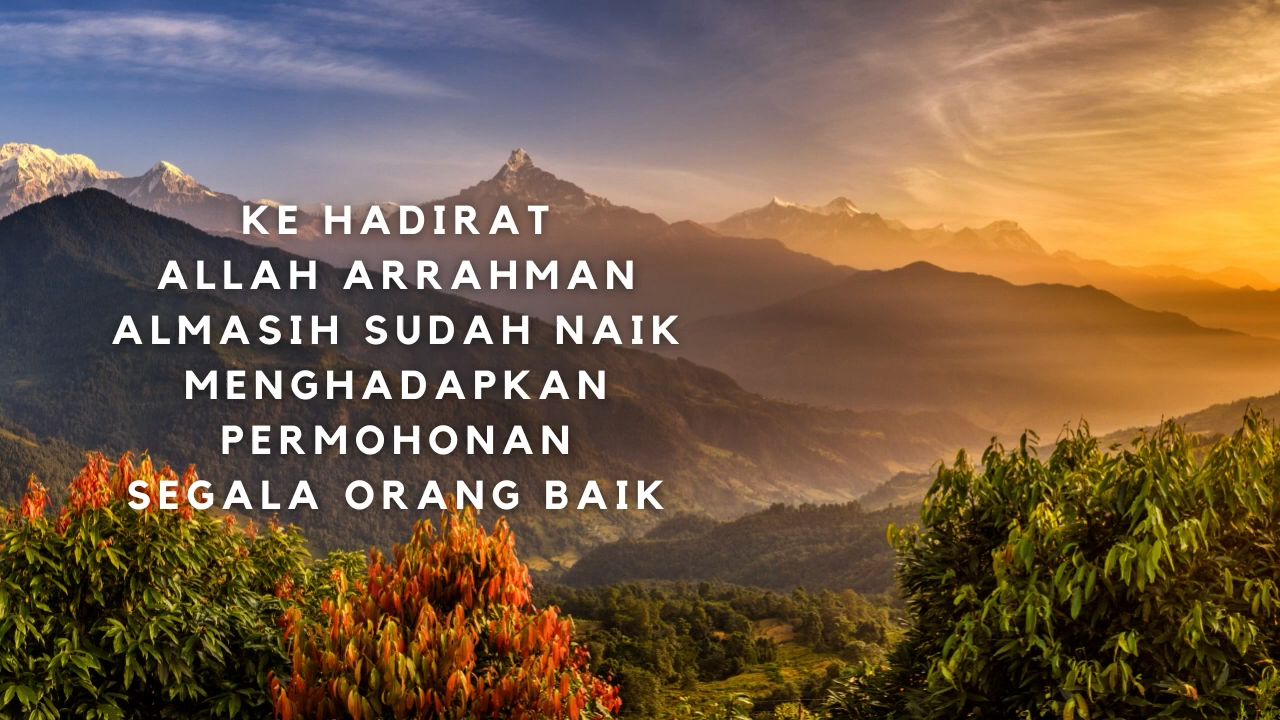 KE HADIRAT
ALLAH ARRAHMAN
ALMASIH SUDAH NAIK
MENGHADAPKAN
PERMOHONAN
SEGALA ORANG BAIK